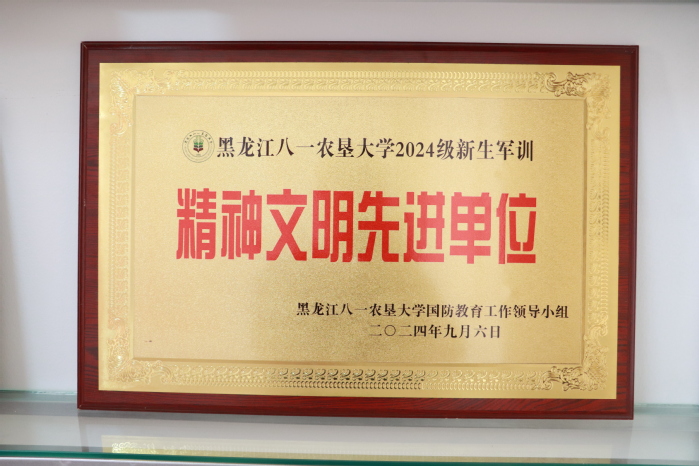 黑龙江八一农垦大学2024级新生军训
精神文明先进单位
黑龙江八一农垦大学国防教育工作领导小组
二〇二四年九月六日